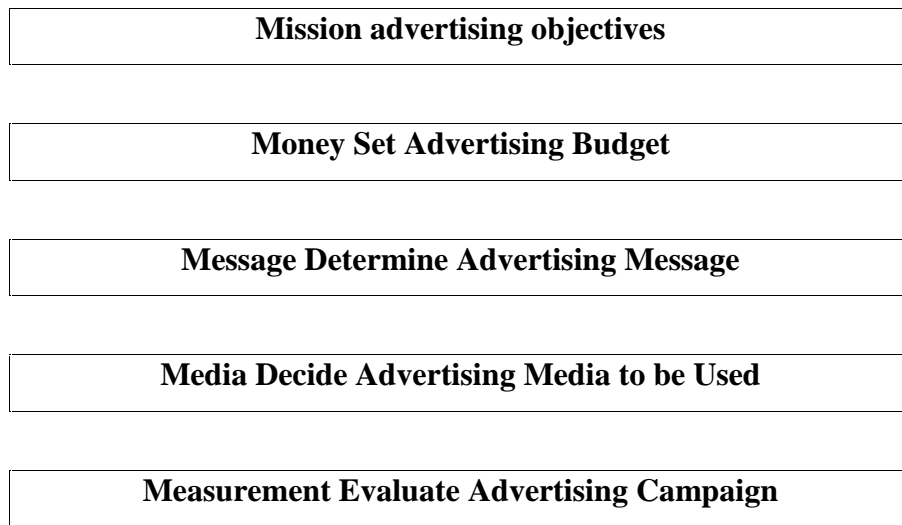 Mission advertising objectives
Money Set Advertising Budget
Message Determine Advertising Message
Media Decide Advertising Media to be Used
Measurement Evaluate Advertising Campaign